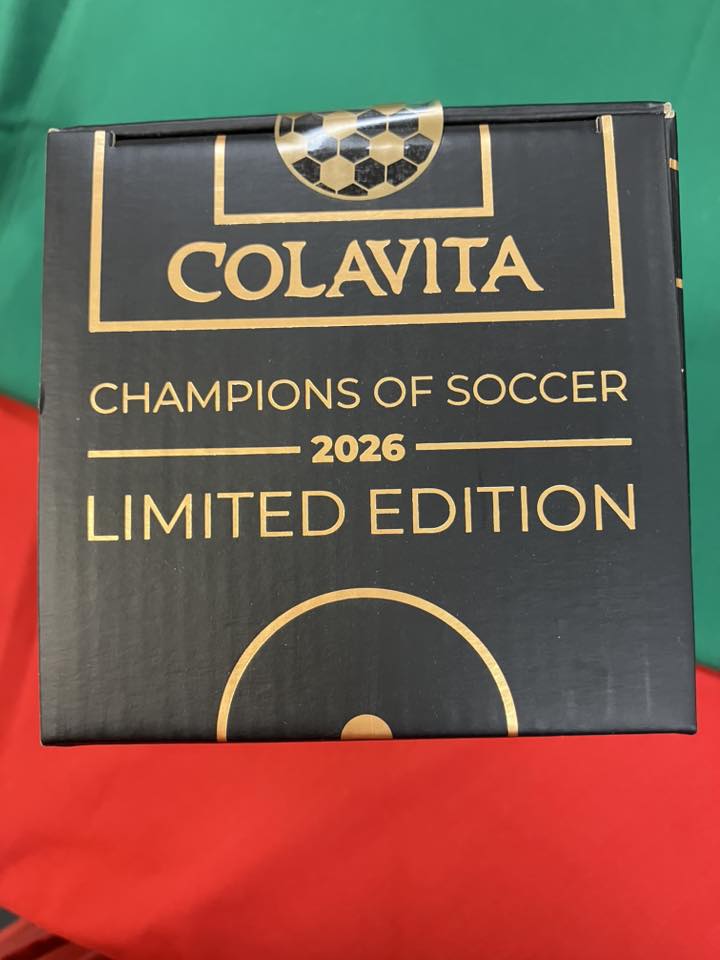 COLAVITA
CHAMPIONS OF SOCCER
2026
LIMITED EDITION